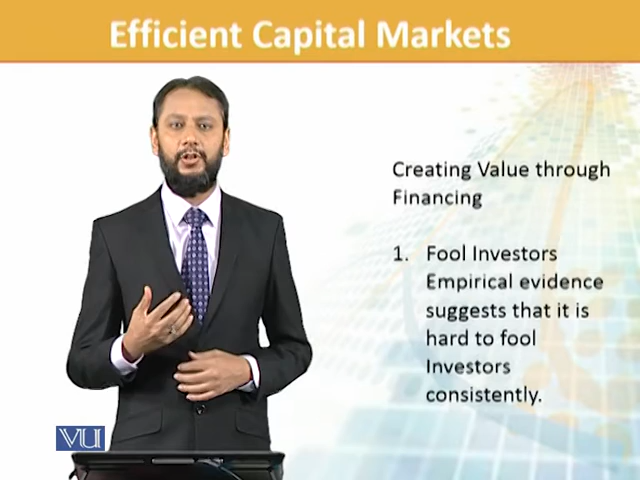 Efficient Capital Markets
Creating Value through
Financing
1. Fool Investors
Empirical evidence
suggests that it is
hard to fool
Investors
consistently.
VU